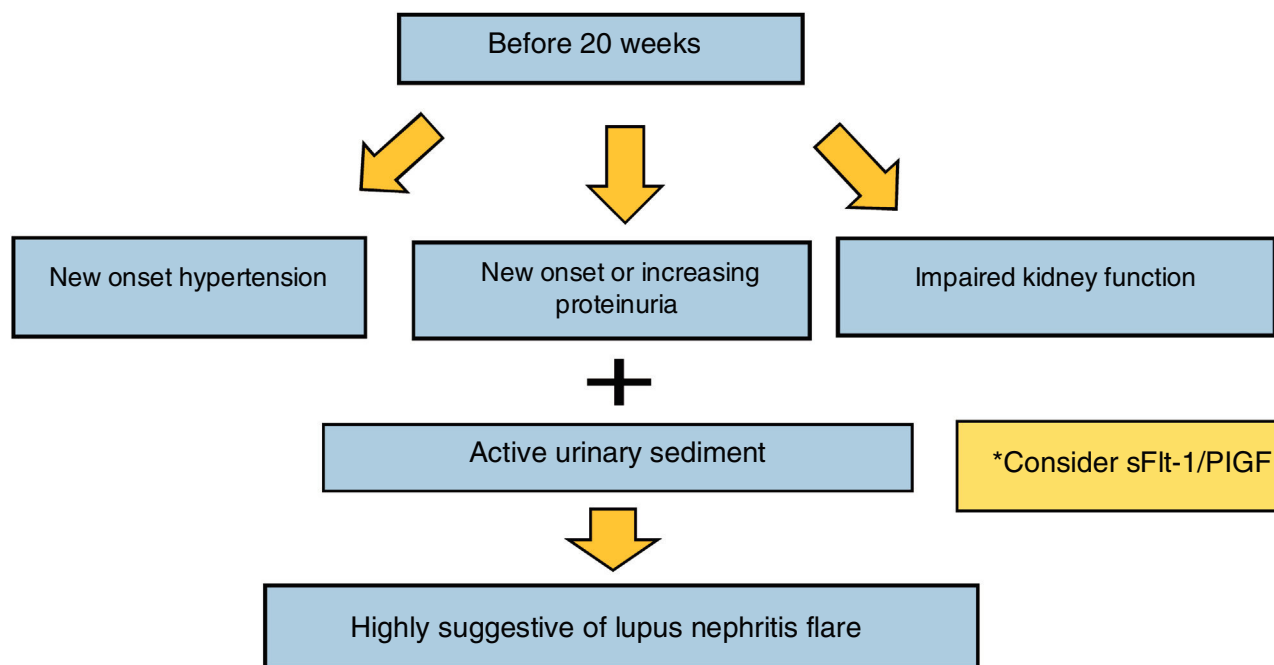 Before 20 weeks
New onset hypertension
New onset or increasing
proteinuria
Impaired kidney function
Active urinary sediment
*Consider sFlt-1/PlGF
Highly suggestive of lupus nephritis flare